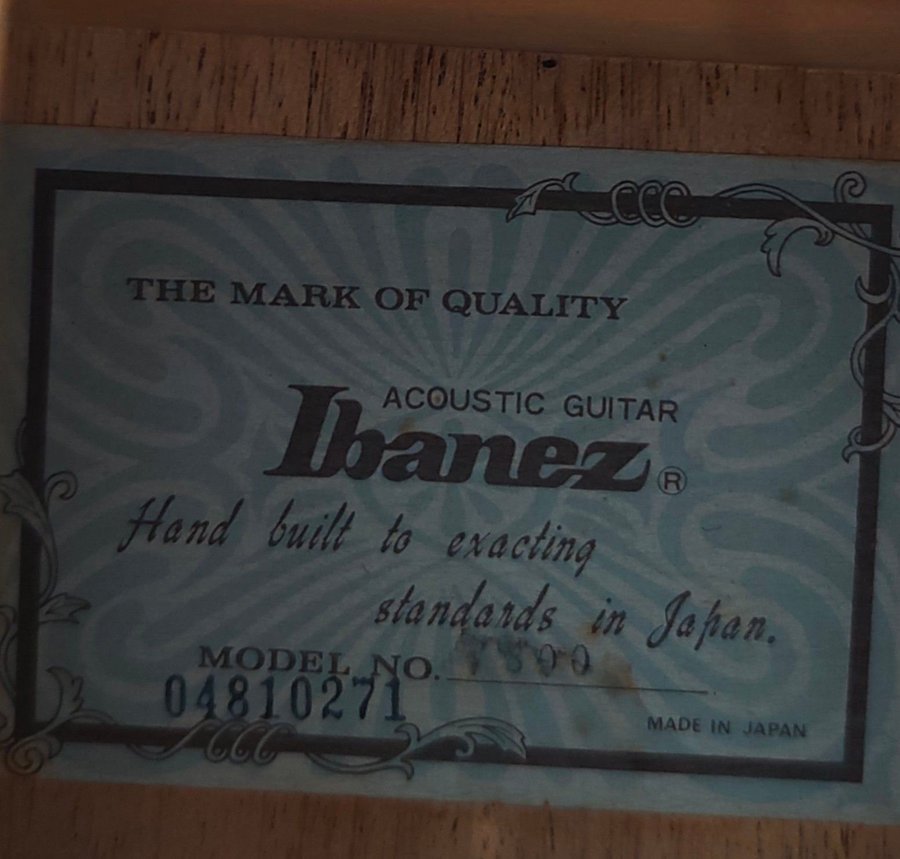 THE MARK OF QUALITY
ACOUSTIC GUITAR
Ibanez ®
Hand built to exacting
standards in Japan.
MODEL NO.
04810271
MADE IN JAPAN